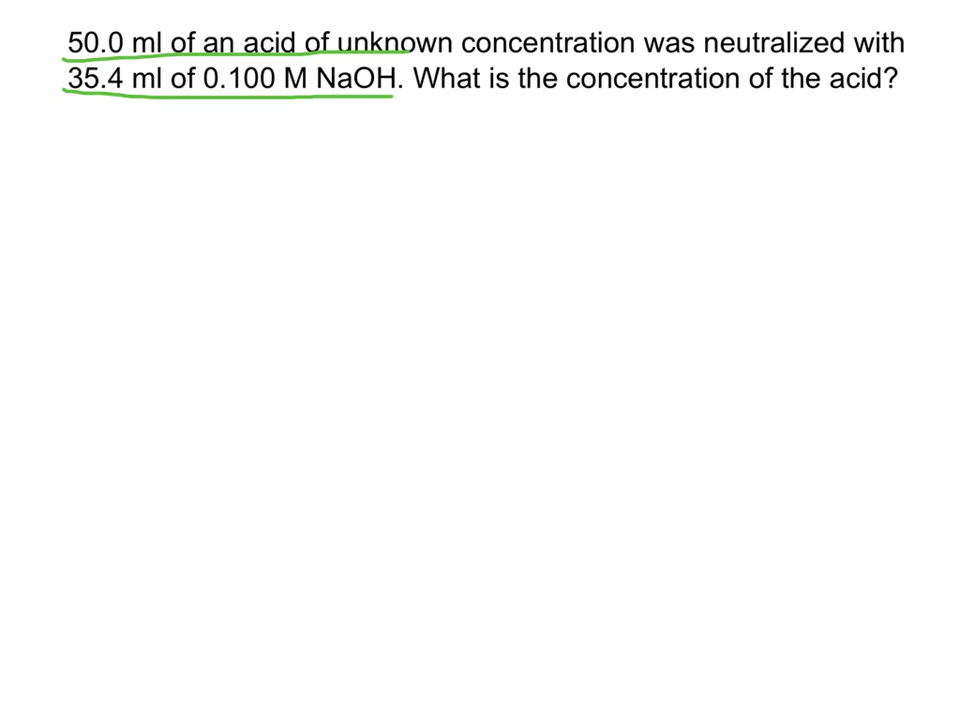 50.0 ml of an acid of unknown concentration was neutralized with
35.4 ml of 0.100 M NaOH. What is the concentration of the acid?